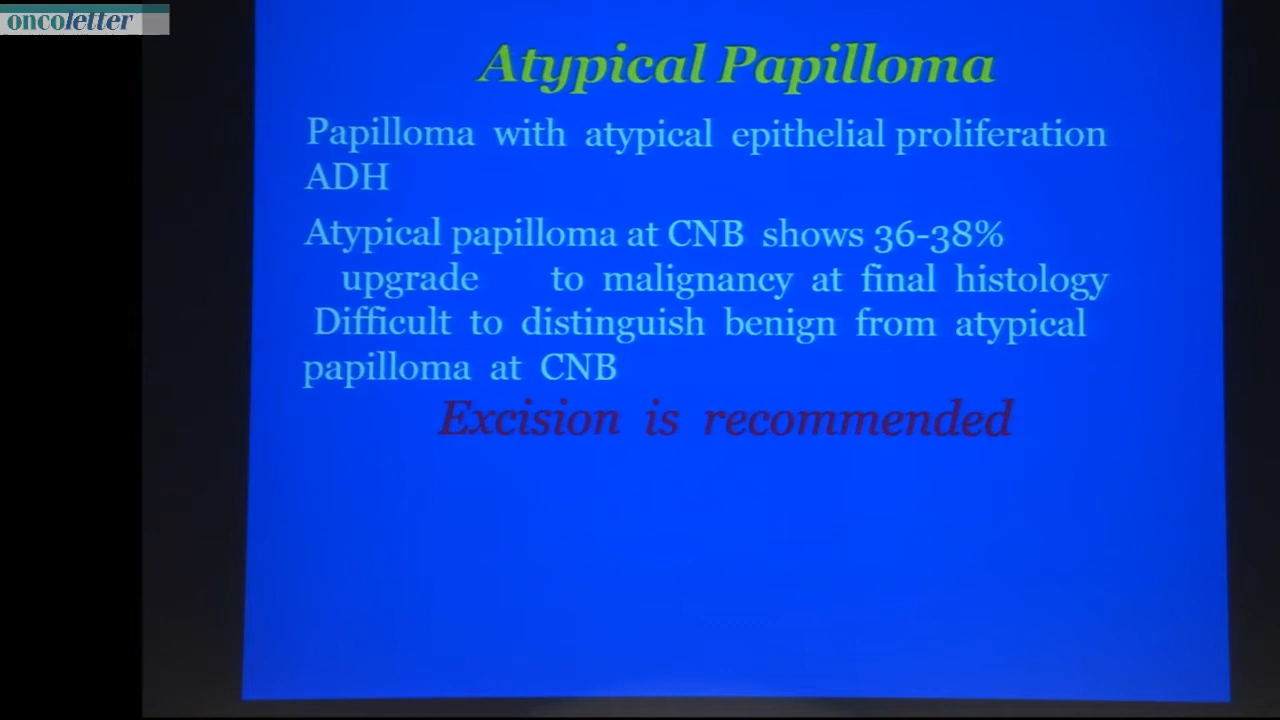 oncoletter
Atypical Papilloma
Papilloma with atypical epithelial proliferation
ADH
Atypical papilloma at CNB shows 36-38%
upgrade to malignancy at final histology
Difficult to distinguish benign from atypical
papilloma at CNB
Excision is recommended